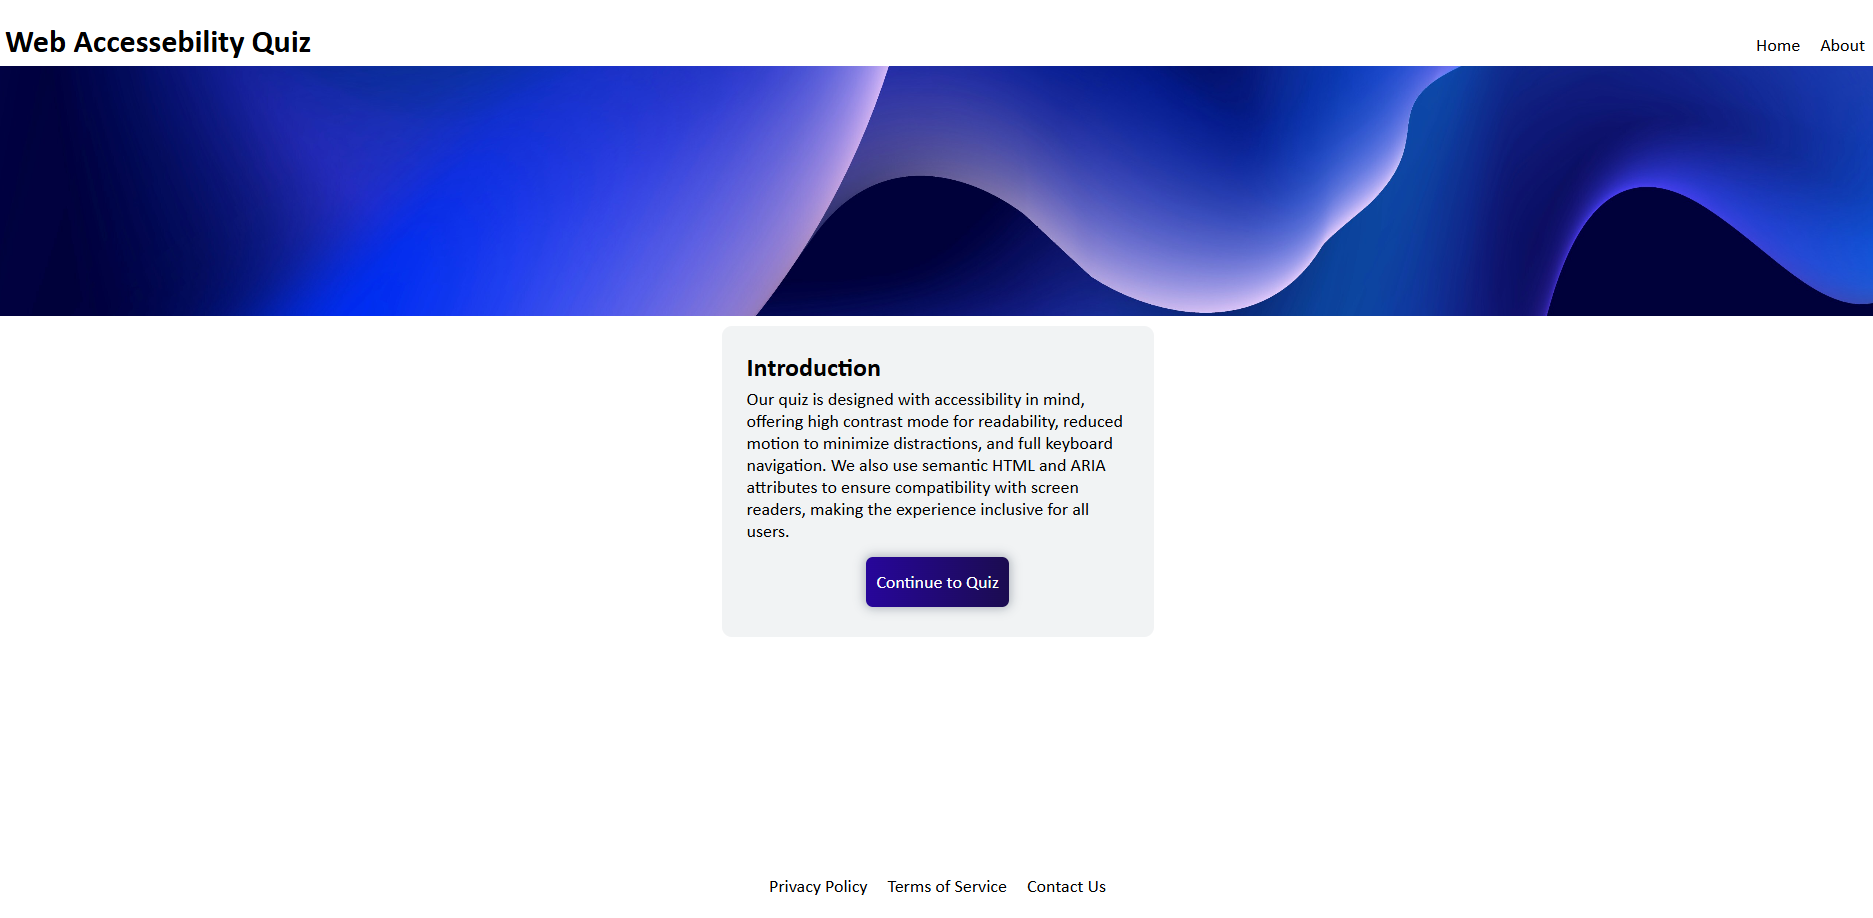 Web Accessebility Quiz
Home About
Introduction
Our quiz is designed with accessibility in mind,
offering high contrast mode for readability, reduced
motion to minimize distractions, and full keyboard
navigation. We also use semantic HTML and ARIA
attributes to ensure compatibility with screen
readers, making the experience inclusive for all
users.
Continue to Quiz
Privacy Policy Terms of Service Contact Us